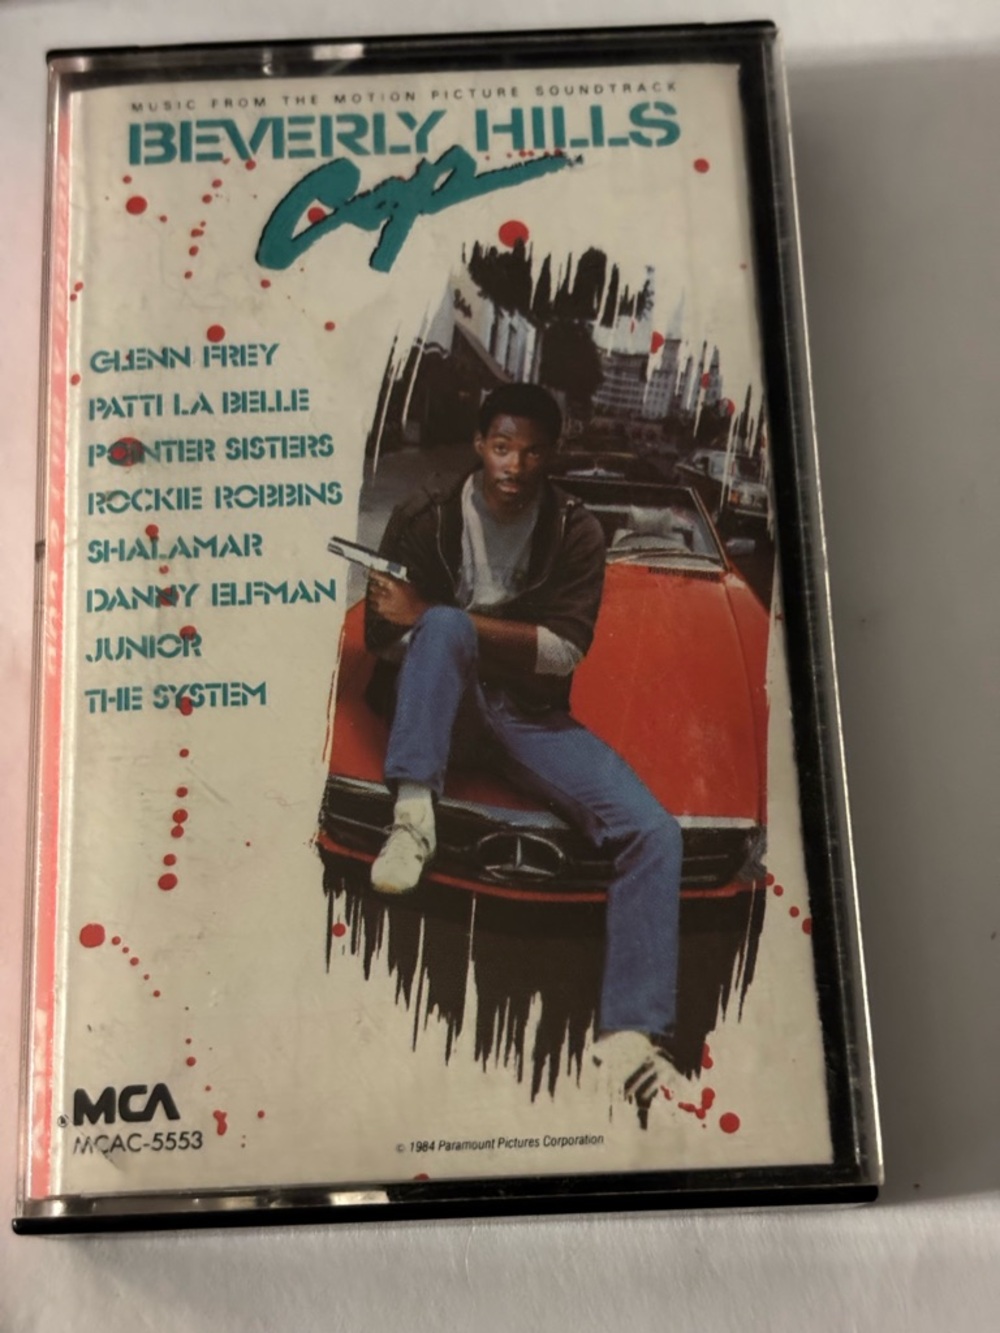 MUSIC FROM THE MOTION PICTURE SOUNDTRACK
BEVERLY HILLS
Cop
GLENN FREY
PATTI LA BELLE
POINTER SISTERS
ROCKIE ROBBINS
SHALAMAR
DANNY ELFMAN
JUNIOR
THE SYSTEM
® MCA
MCAC-5553
© 1984 Paramount Pictures Corporation